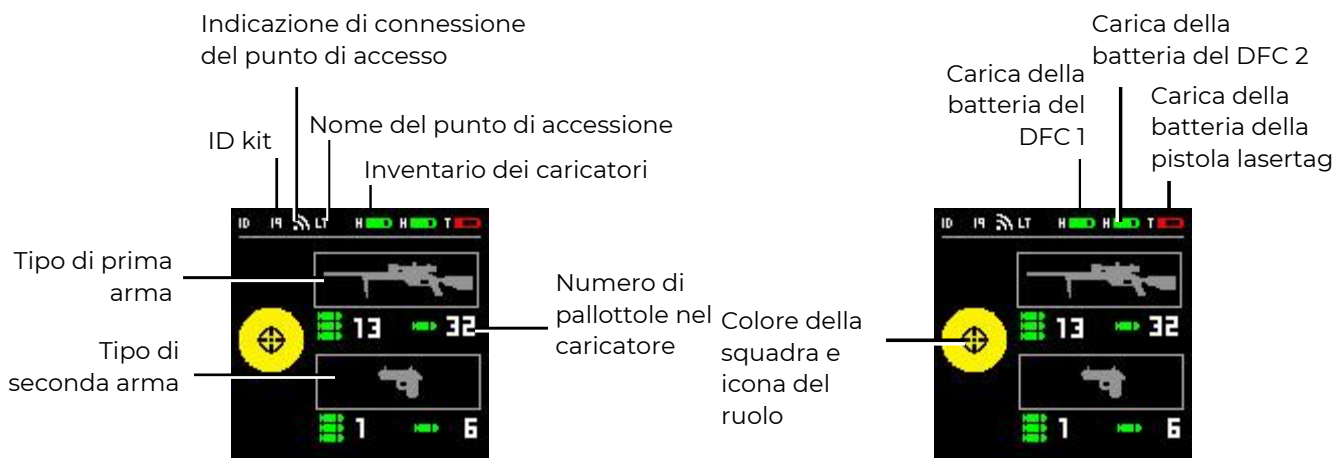 Indicazione di connessione
del punto di accesso
ID kit
Nome del punto di accessione
Inventario dei caricatori
ID 19 LT H H T
Tipo di prima
arma
13 32
Numero di
pallottole nel
caricatore
Tipo di
seconda arma
1 6
Carica della
batteria del DFC 2
Carica della
batteria del
DFC 1
Carica della
batteria della
pistola lasertag
ID 19 LT H H T
13 32
Colore della
squadra e
icona del
ruolo
1 6